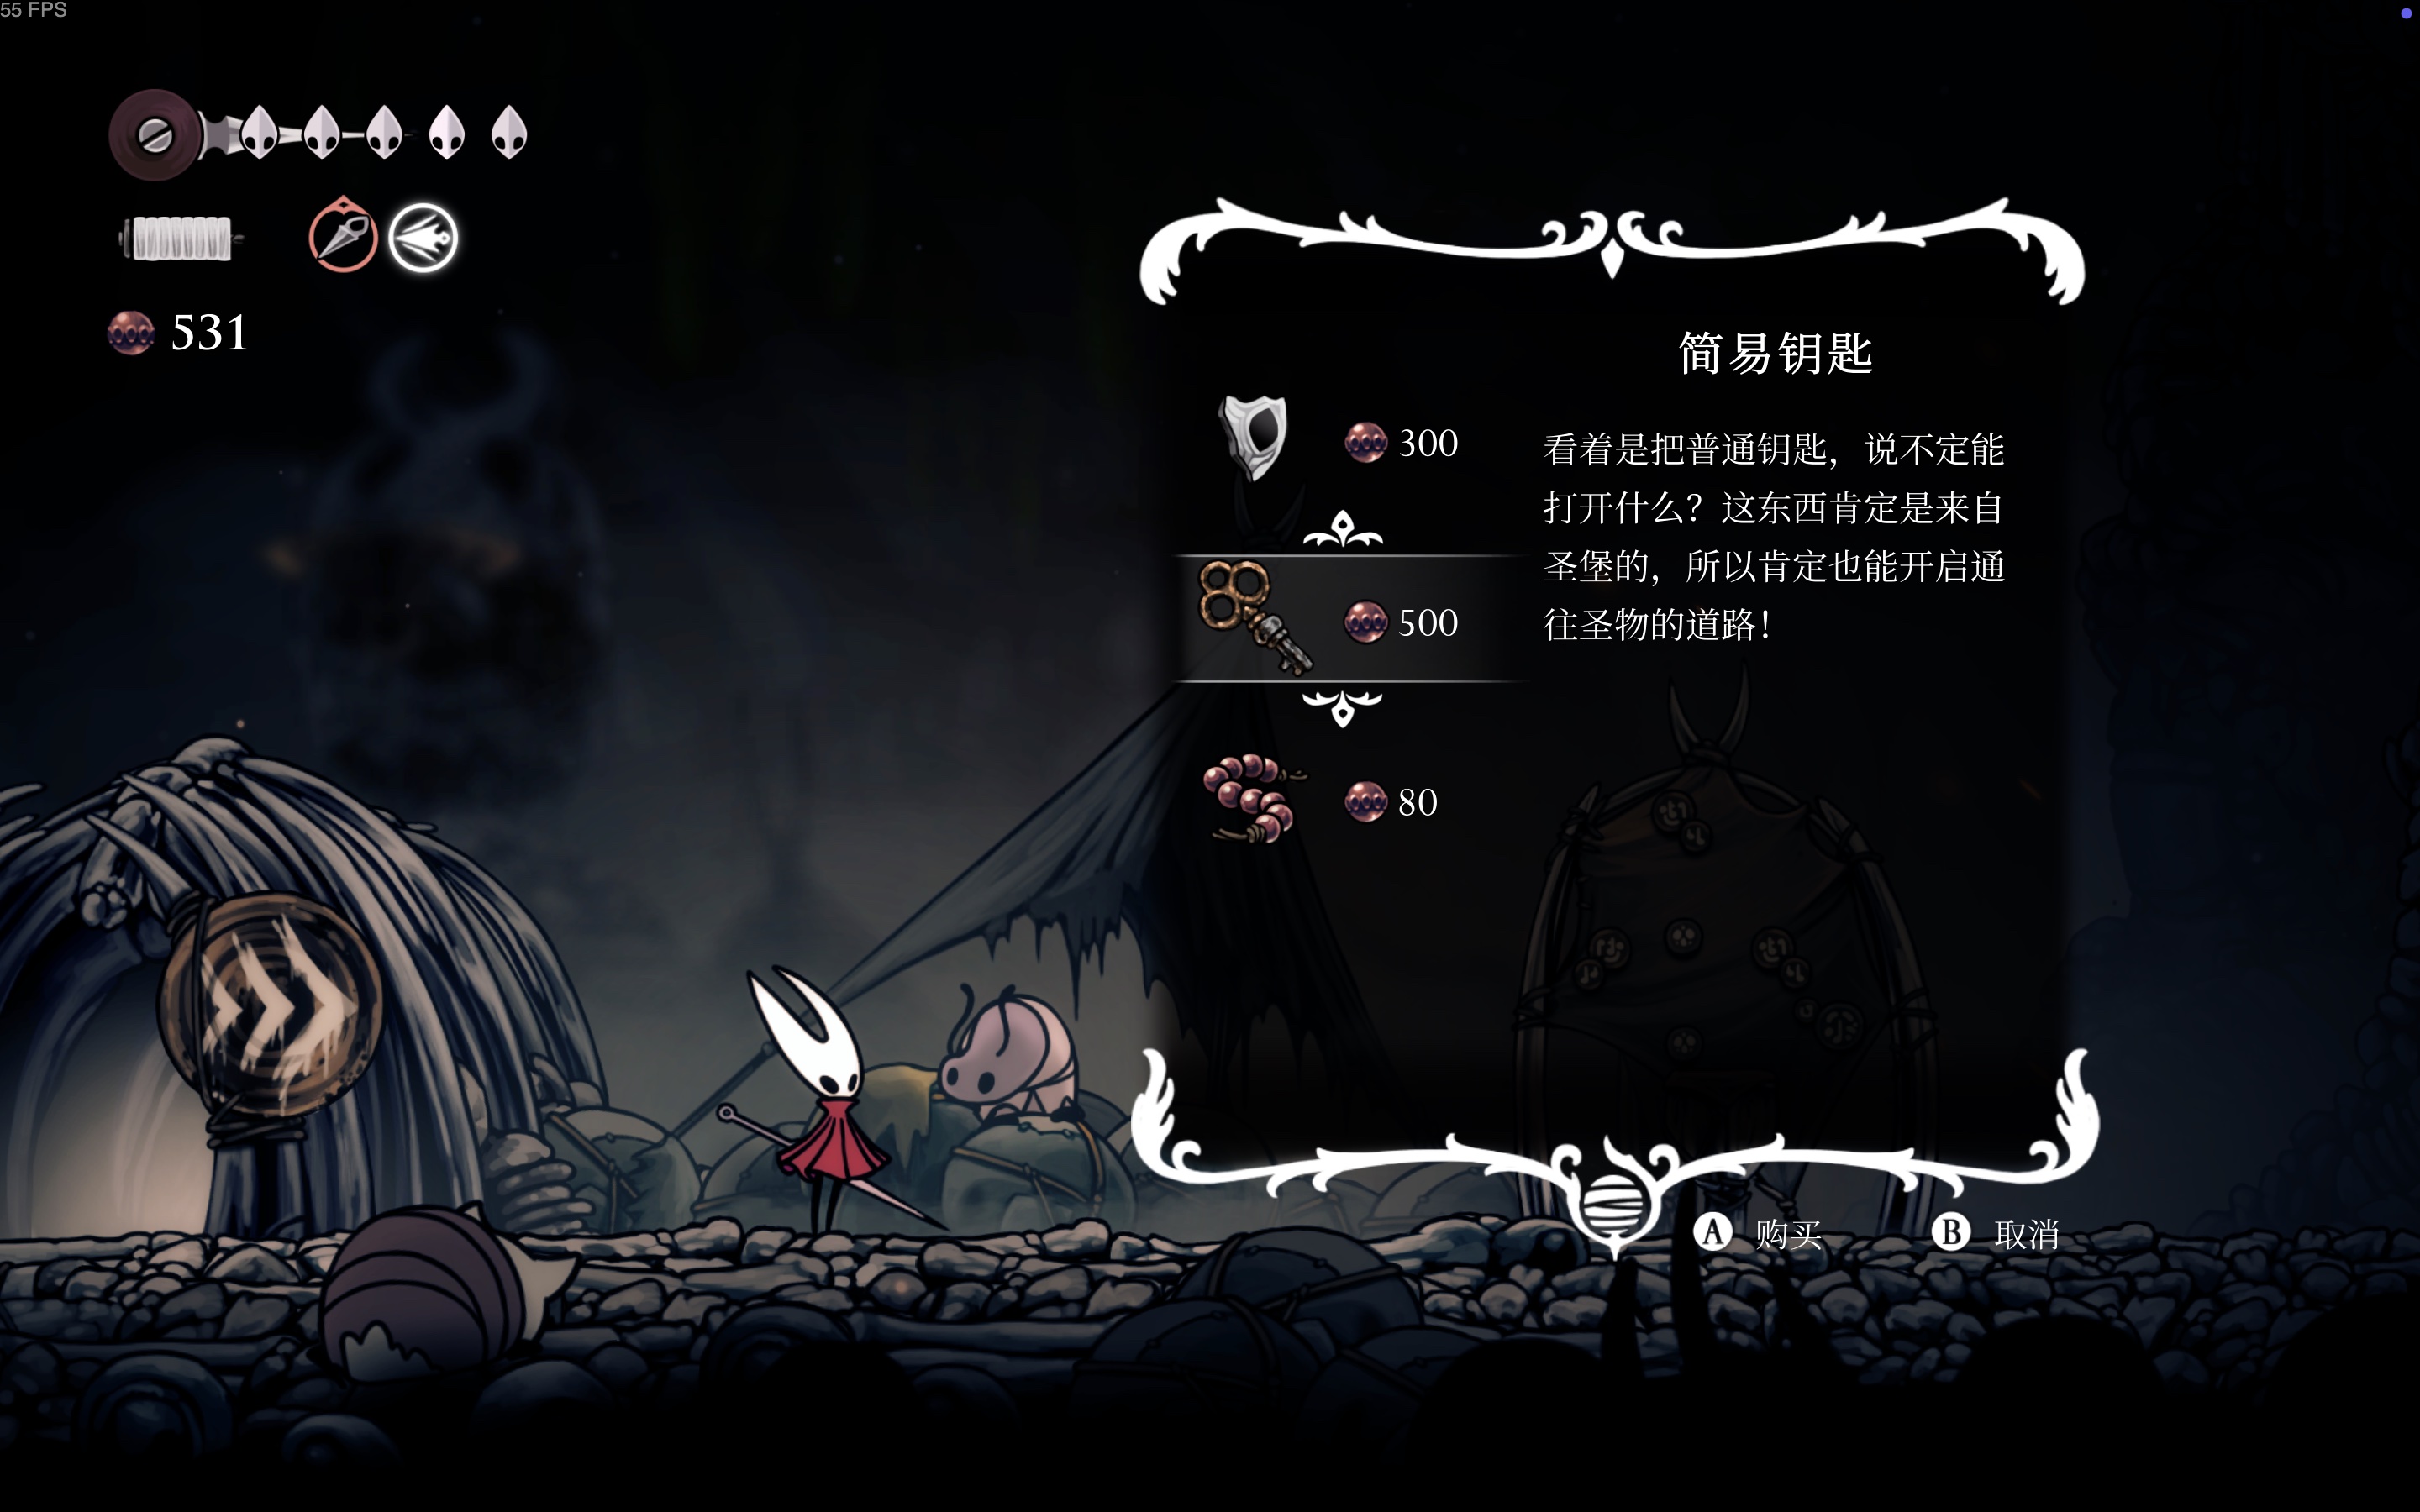 55 FPS
531
简易钥匙
300
看着是把普通钥匙，说不定能
打开什么？这东西肯定是来自
圣堡的，所以肯定也能开启通
往圣物的道路！
500
80
A 购买
B 取消